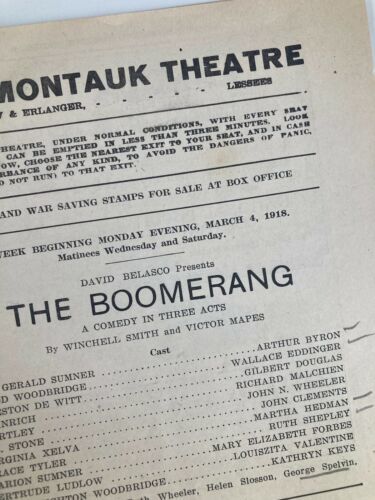 MONTAUK THEATRE
& ERLANGER, - - - - - LESSEES
THEATRE, UNDER NORMAL CONDITIONS, WITH EVERY SEAT
CAN BE EMPTIED IN LESS THAN THREE MINUTES. LOOK
NOW, CHOOSE THE NEAREST EXIT TO YOUR SEAT, AND IN CASE
OF ANY KIND, TO AVOID THE DANGERS OF PANIC,
NOT RUN) TO THAT EXIT.
AND WAR SAVING STAMPS FOR SALE AT BOX OFFICE
WEEK BEGINNING MONDAY EVENING, MARCH 4, 1918.
Matinees Wednesday and Saturday.
DAVID BELASCO Presents
THE BOOMERANG
A COMEDY IN THREE ACTS
By WINCHELL SMITH and VICTOR MAPES
Cast
GERALD SUMNER ARTHUR BYRON
WOODBRIDGE WALLACE EDDINGER
DE WITT GILBERT DOUGLAS
RICHARD MALCHIEN
JOHN N. WHEELER
STONE JOHN CLEMENTS
XELVA MARTHA HEDMAN
TYLER RUTH SHEPLEY
SUMNER MARY ELIZABETH FORBES
LUDLOW LOUISZITA VALENTINE
WOODBRIDGE KATHRYN KEYS
Wheeler, Helen Slosson, George Spelvin,